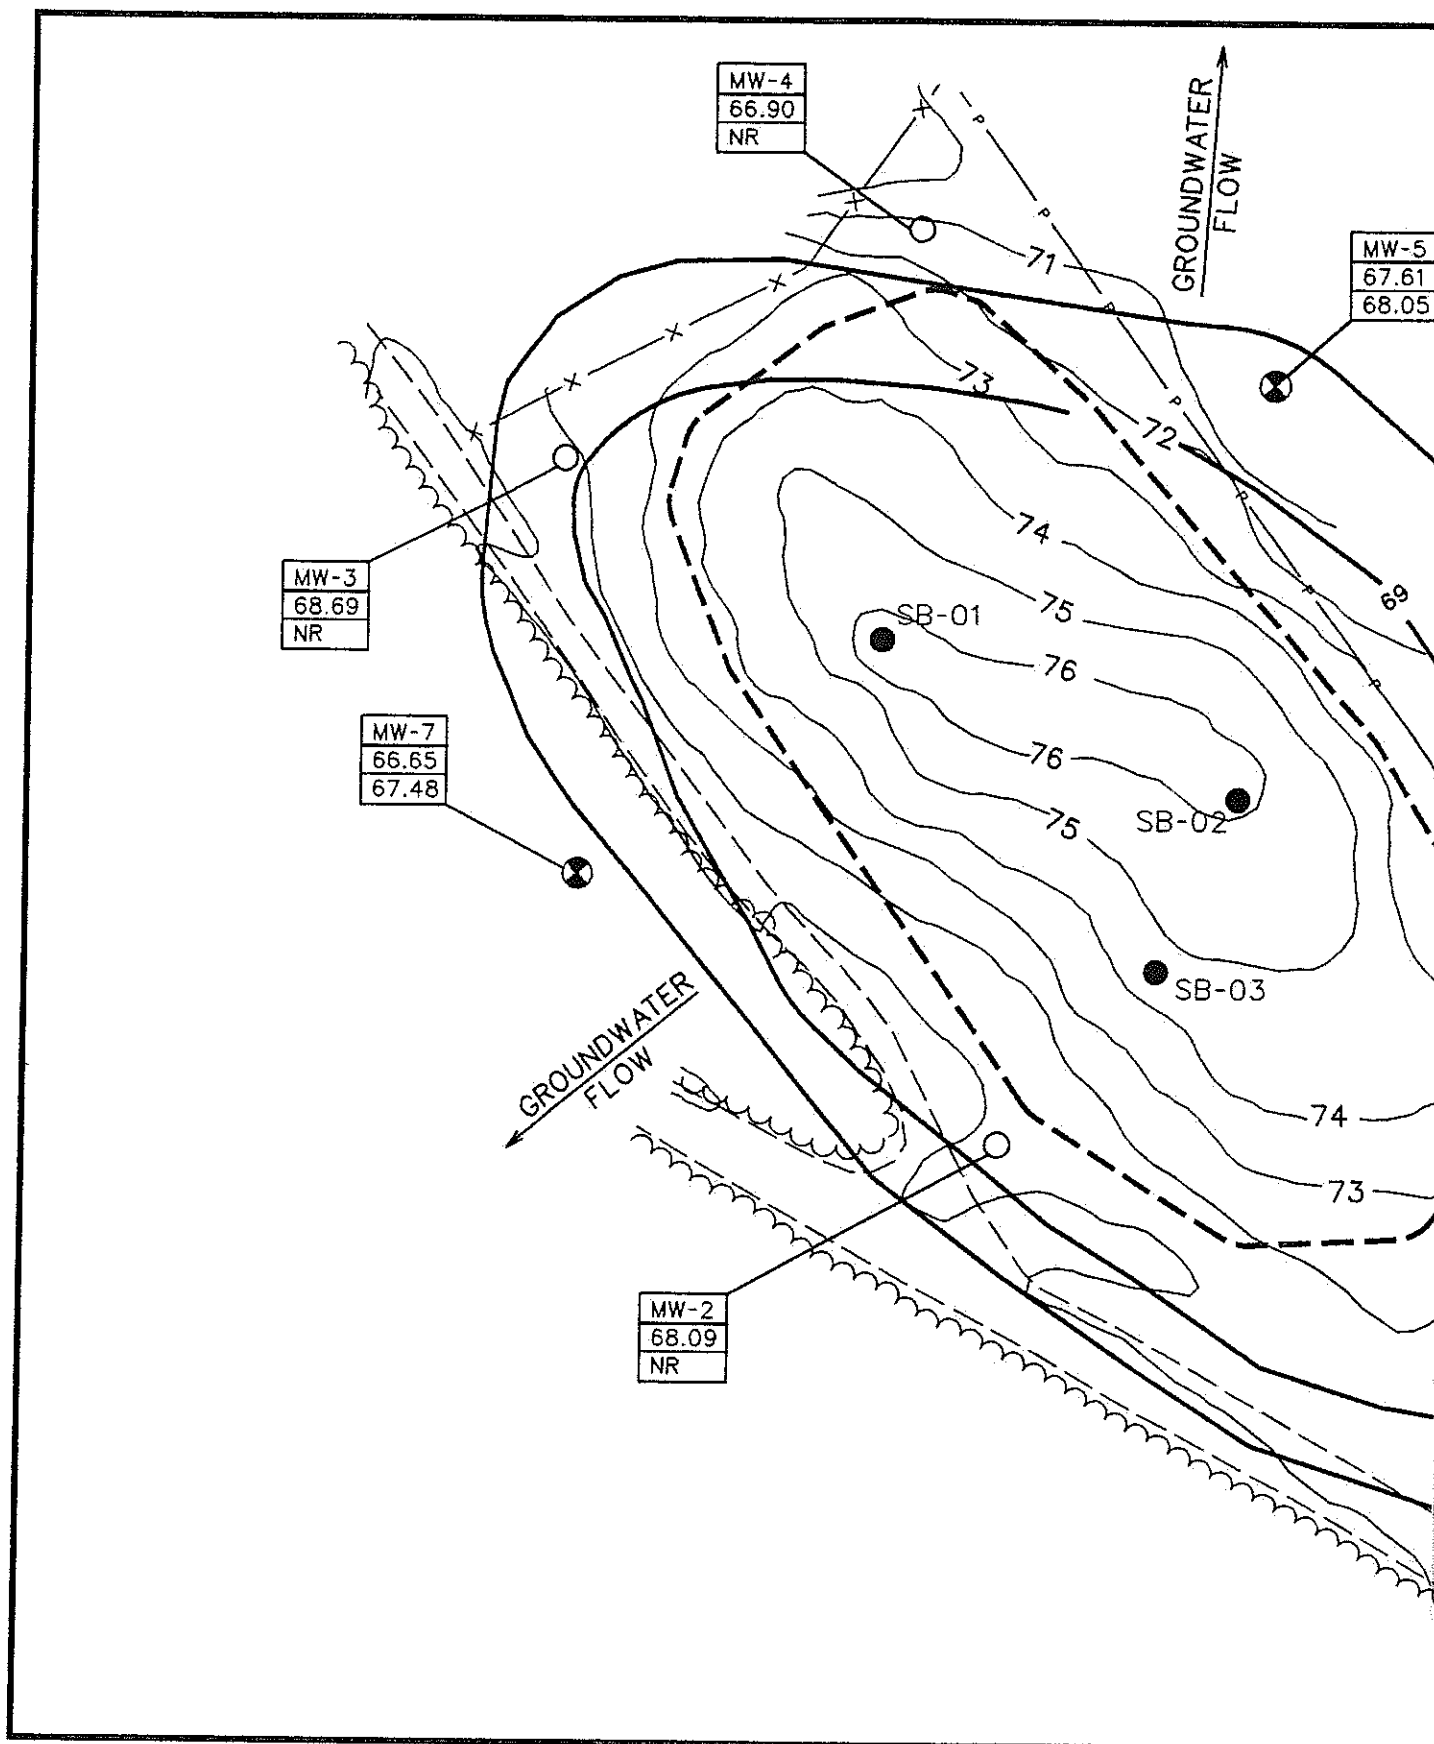 MW-4
66.90
NR
GROUNDWATER
FLOW
MW-5
67.61
68.05
X
P
X
P
71
P
X
X
X
73
P
X
72
P
P
74
MW-3
68.69
NR
75
P
69
SB-01
76
P
MW-7
66.65
67.48
76
75
SB-02
SB-03
GROUNDWATER
FLOW
74
73
MW-2
68.09
NR